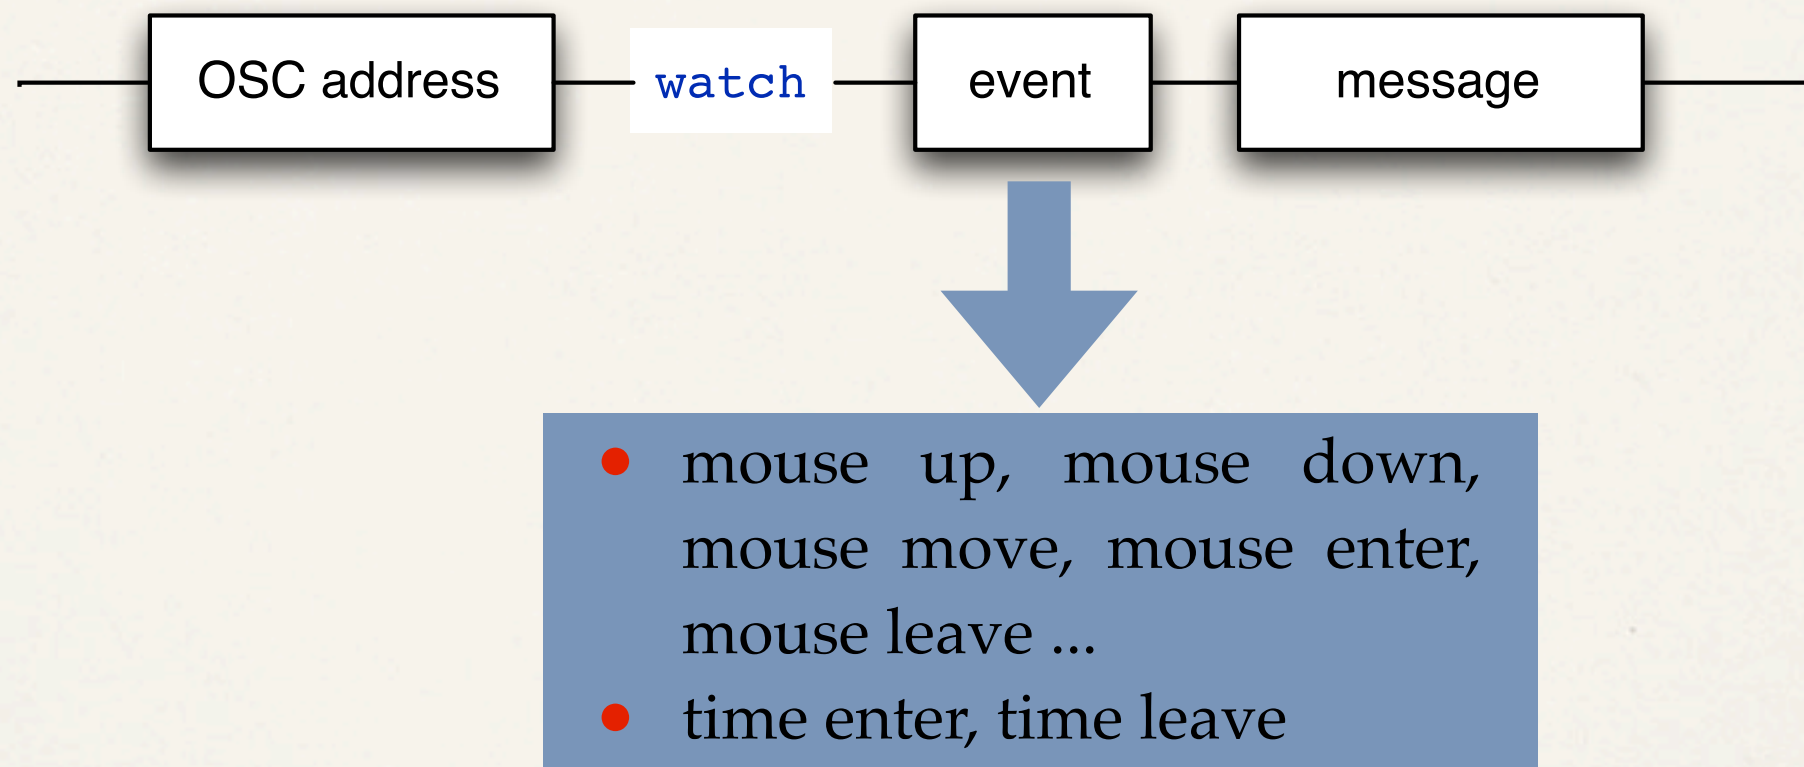 OSC address watch event message
• mouse up, mouse down,
mouse move, mouse enter,
mouse leave ...
• time enter, time leave